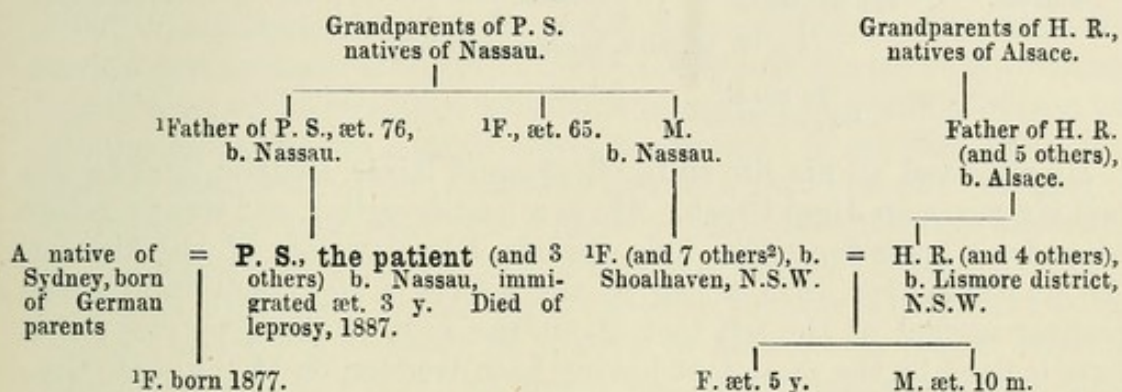 Grandparents of P. S.
natives of Nassau.
Grandparents of H. R.,
natives of Alsace.
¹Father of P. S., æt. 76,
b. Nassau.
¹F., æt. 65.
M.
b. Nassau.
Father of H. R.
(and 5 others),
b. Alsace.
A native of
Sydney, born
of German
parents
=
P. S., the patient (and 3
others) b. Nassau, immi-
grated æt. 3 y. Died of
leprosy, 1887.
¹F. (and 7 others²), b.
Shoalhaven, N.S.W.
=
H. R. (and 4 others),
b. Lismore district,
N.S.W.
¹F. born 1877.
F. æt. 5 y.
M. æt. 10 m.